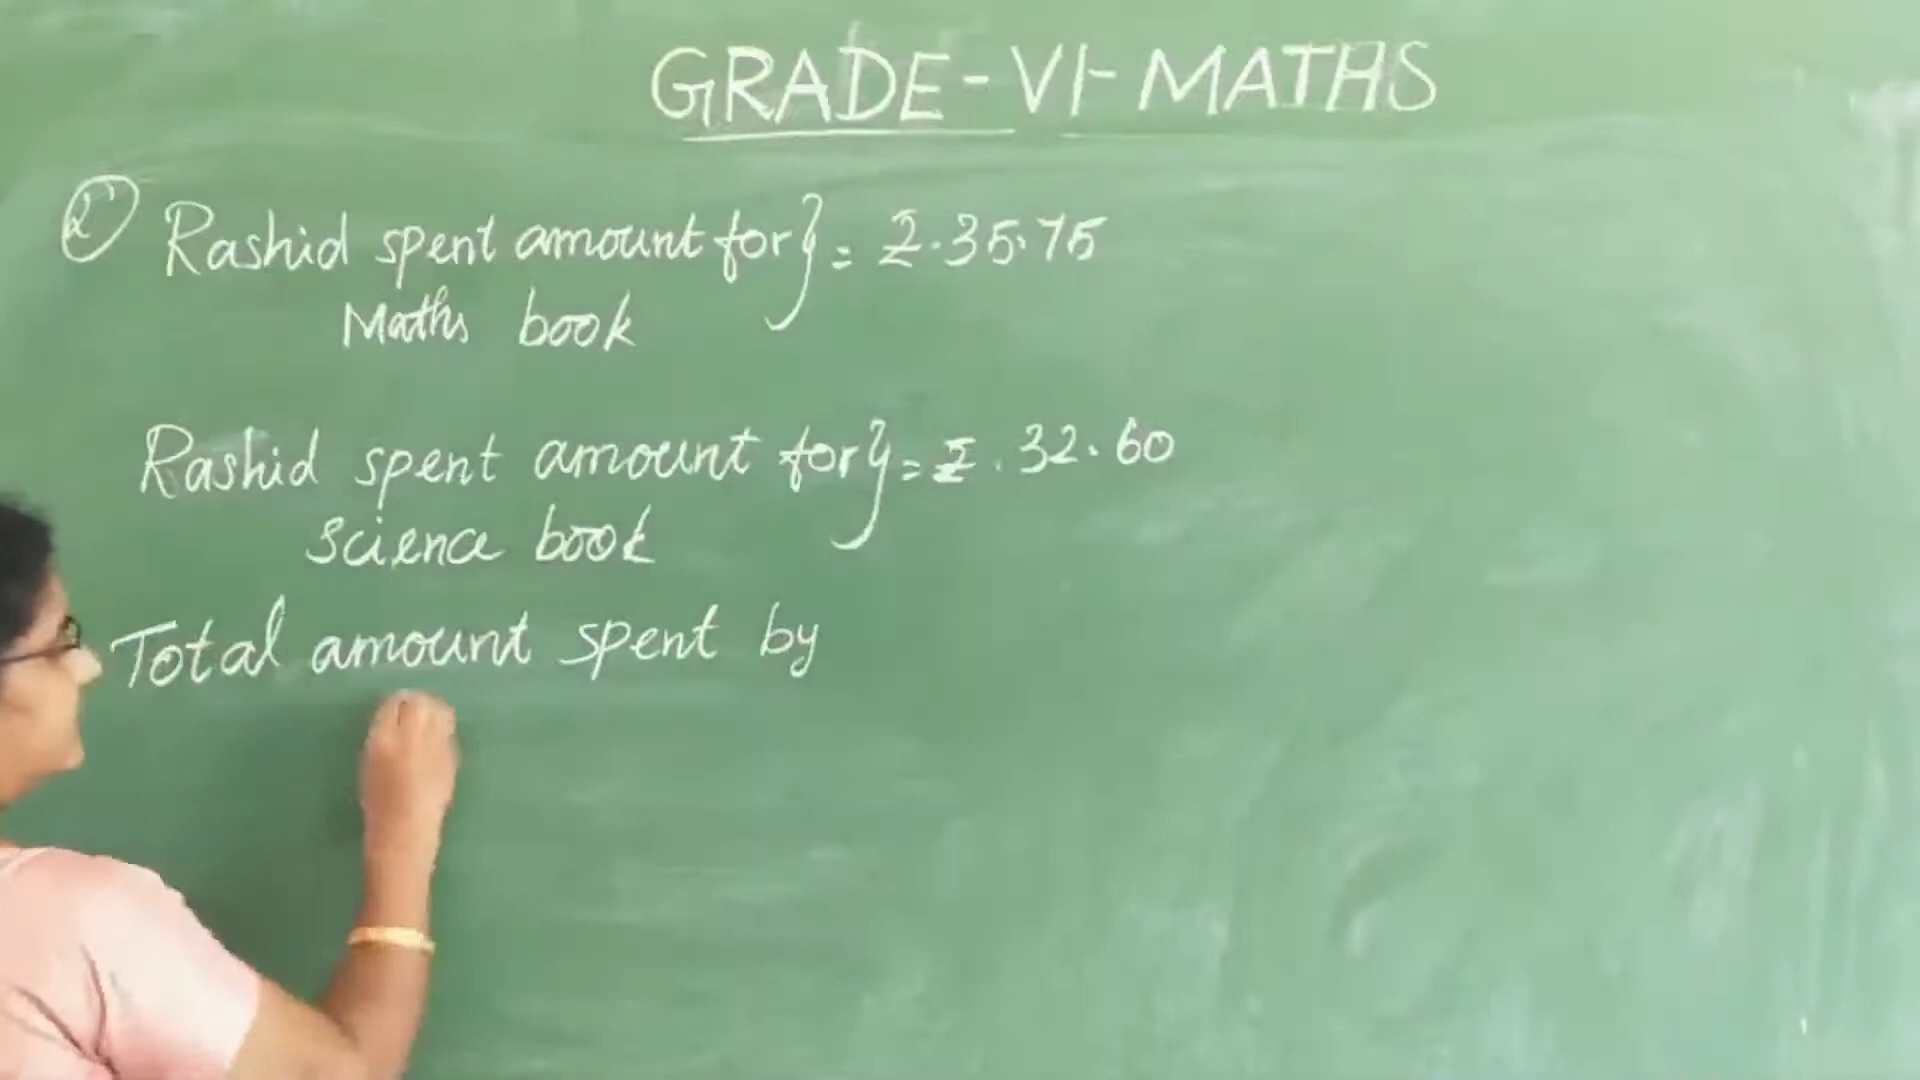 GRADE-VI-MATHS
2) Rashid spent amount for} = ₹.35.75
Maths book
Rashid spent amount for} = ₹.32.60
Science book
Total amount spent by